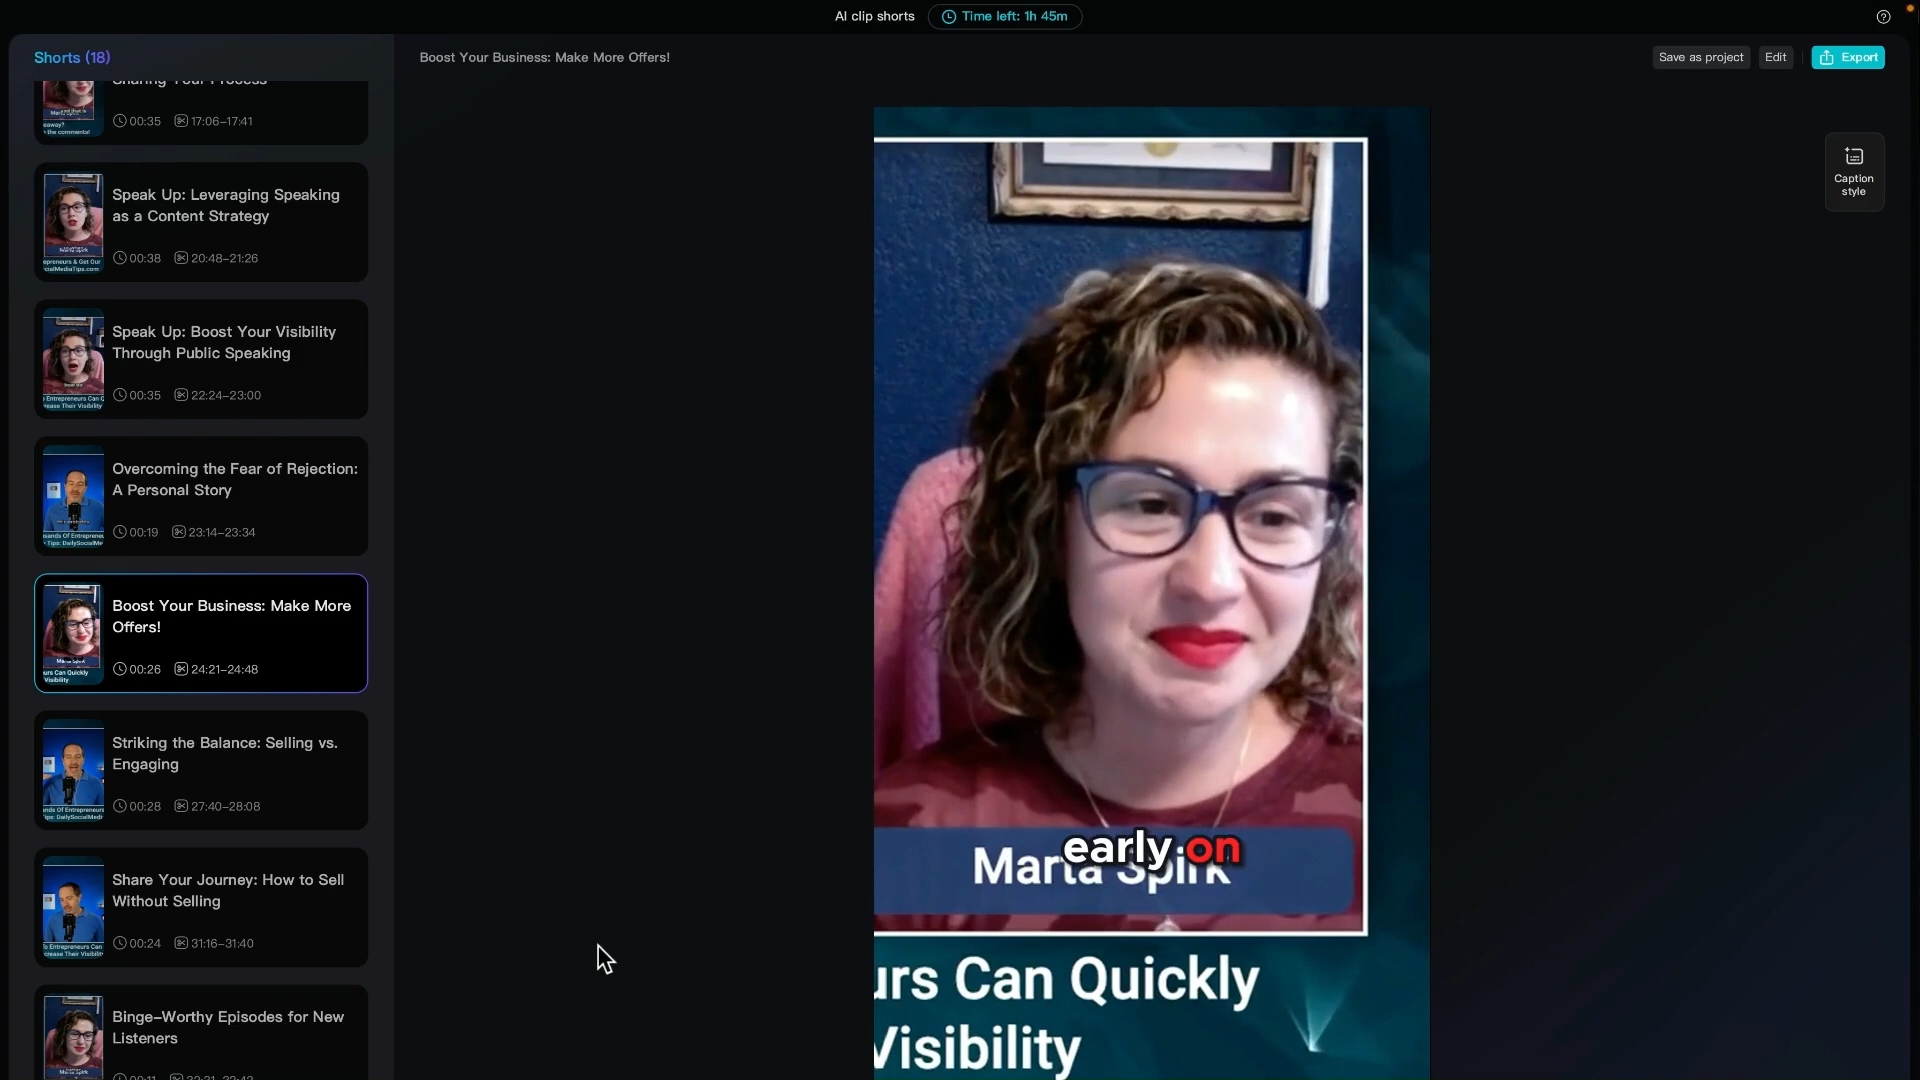 AI clip shorts
Time left: 1h 45m
Shorts (18)
Boost Your Business: Make More Offers!
Save as project
Edit
Export
Sharing Your Process
00:35
17:06–17:41
Speak Up: Leveraging Speaking
as a Content Strategy
00:38
20:48–21:26
Speak Up: Boost Your Visibility
Through Public Speaking
00:35
22:24–23:00
Overcoming the Fear of Rejection:
A Personal Story
00:19
23:14–23:34
Boost Your Business: Make More
Offers!
00:26
24:21–24:48
Striking the Balance: Selling vs.
Engaging
00:28
27:40–28:08
Share Your Journey: How to Sell
Without Selling
00:24
31:16–31:40
Binge–Worthy Episodes for New
Listeners
Caption
style
early on
Marta Spirk
urs Can Quickly
Visibility